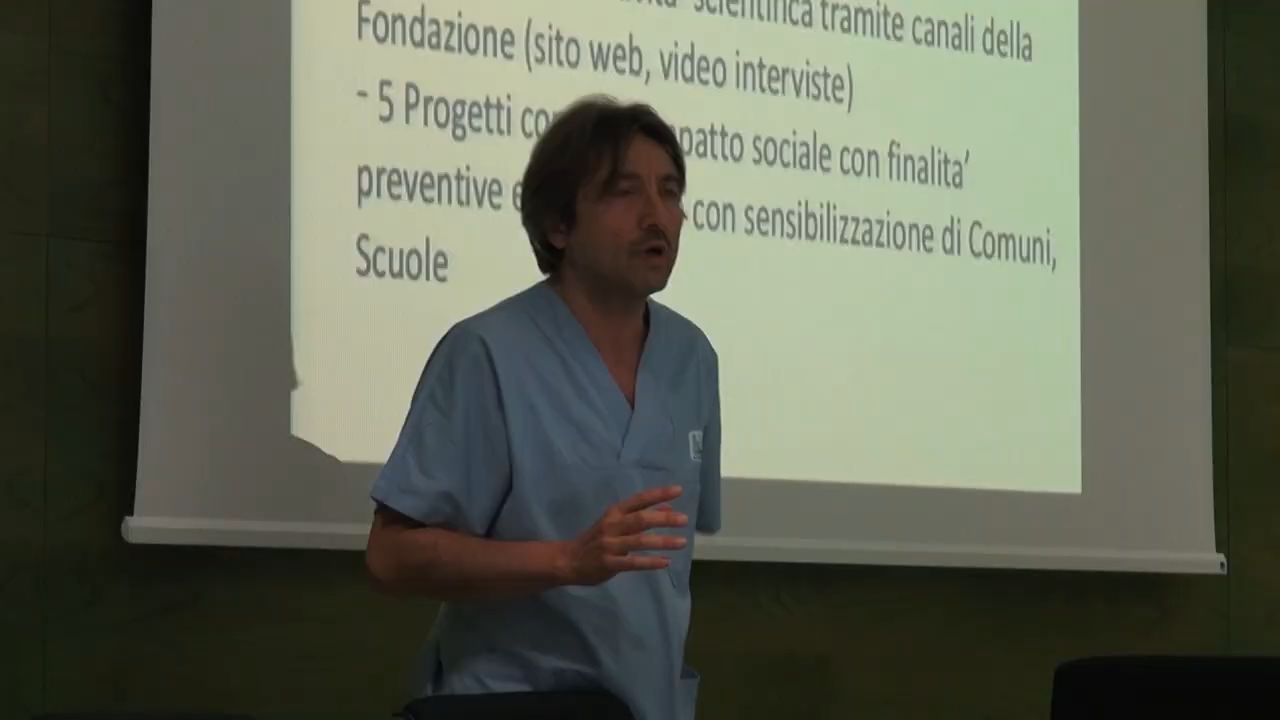 scientifica tramite canali della
Fondazione (sito web, video interviste)
- 5 Progetti patto sociale con finalita'
preventive con sensibilizzazione di Comuni,
Scuole